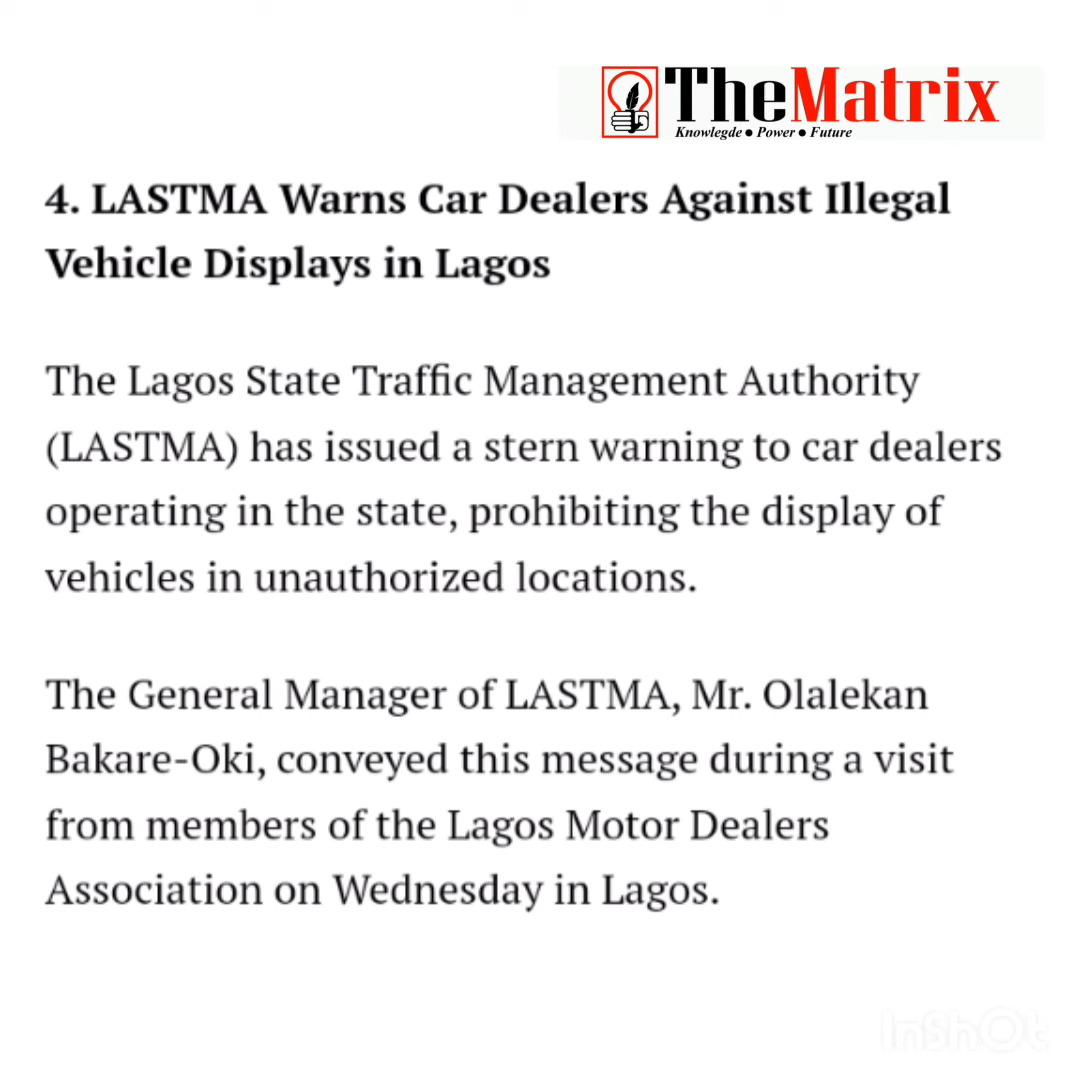 TheMatrix
Knowlegde ● Power ● Future
4. LASTMA Warns Car Dealers Against Illegal
Vehicle Displays in Lagos
The Lagos State Traffic Management Authority
(LASTMA) has issued a stern warning to car dealers
operating in the state, prohibiting the display of
vehicles in unauthorized locations.
The General Manager of LASTMA, Mr. Olalekan
Bakare-Oki, conveyed this message during a visit
from members of the Lagos Motor Dealers
Association on Wednesday in Lagos.
InShOt